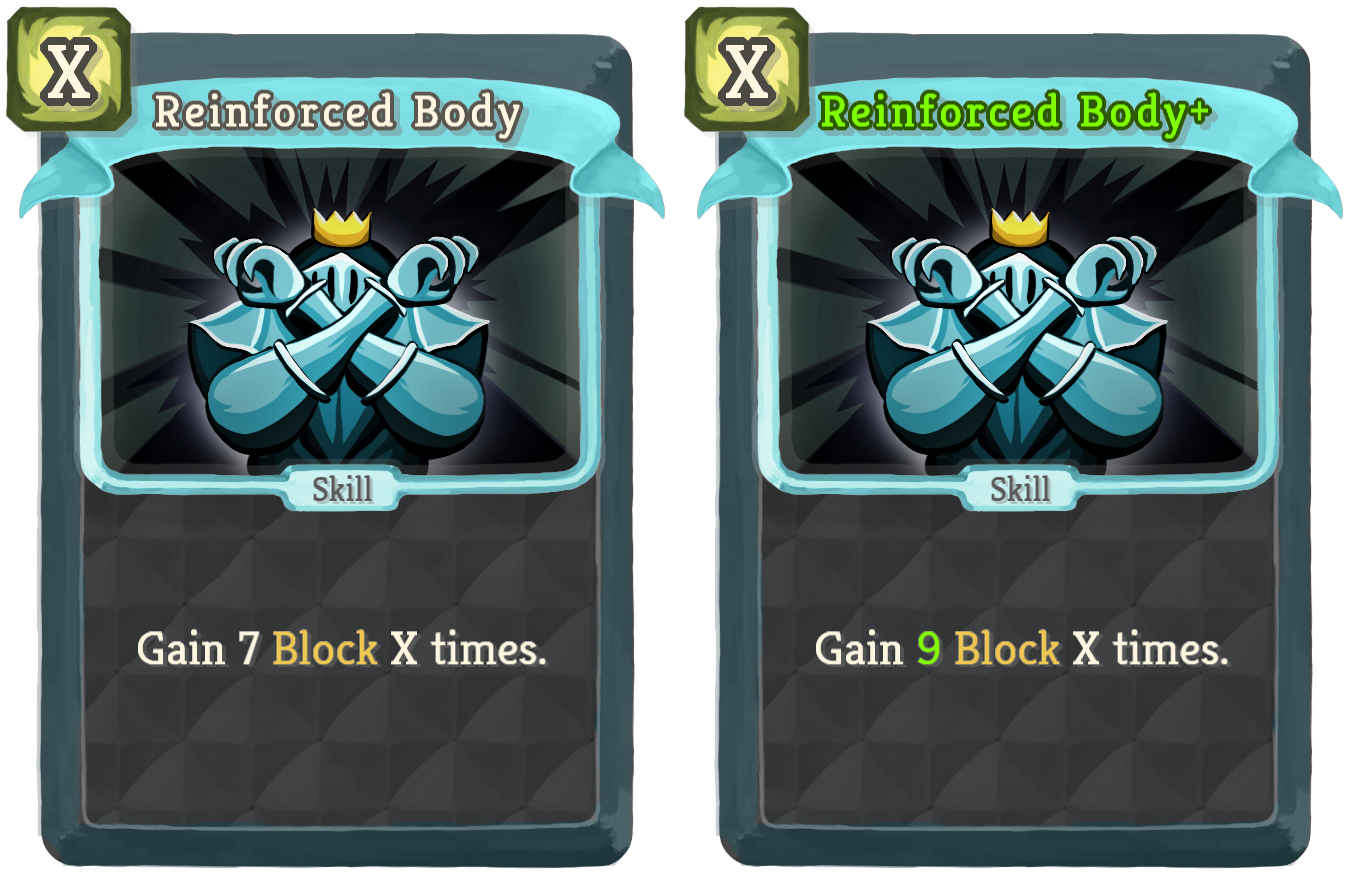 X
Reinforced Body
Skill
Gain 7 Block X times.
X
Reinforced Body+
Skill
Gain 9 Block X times.